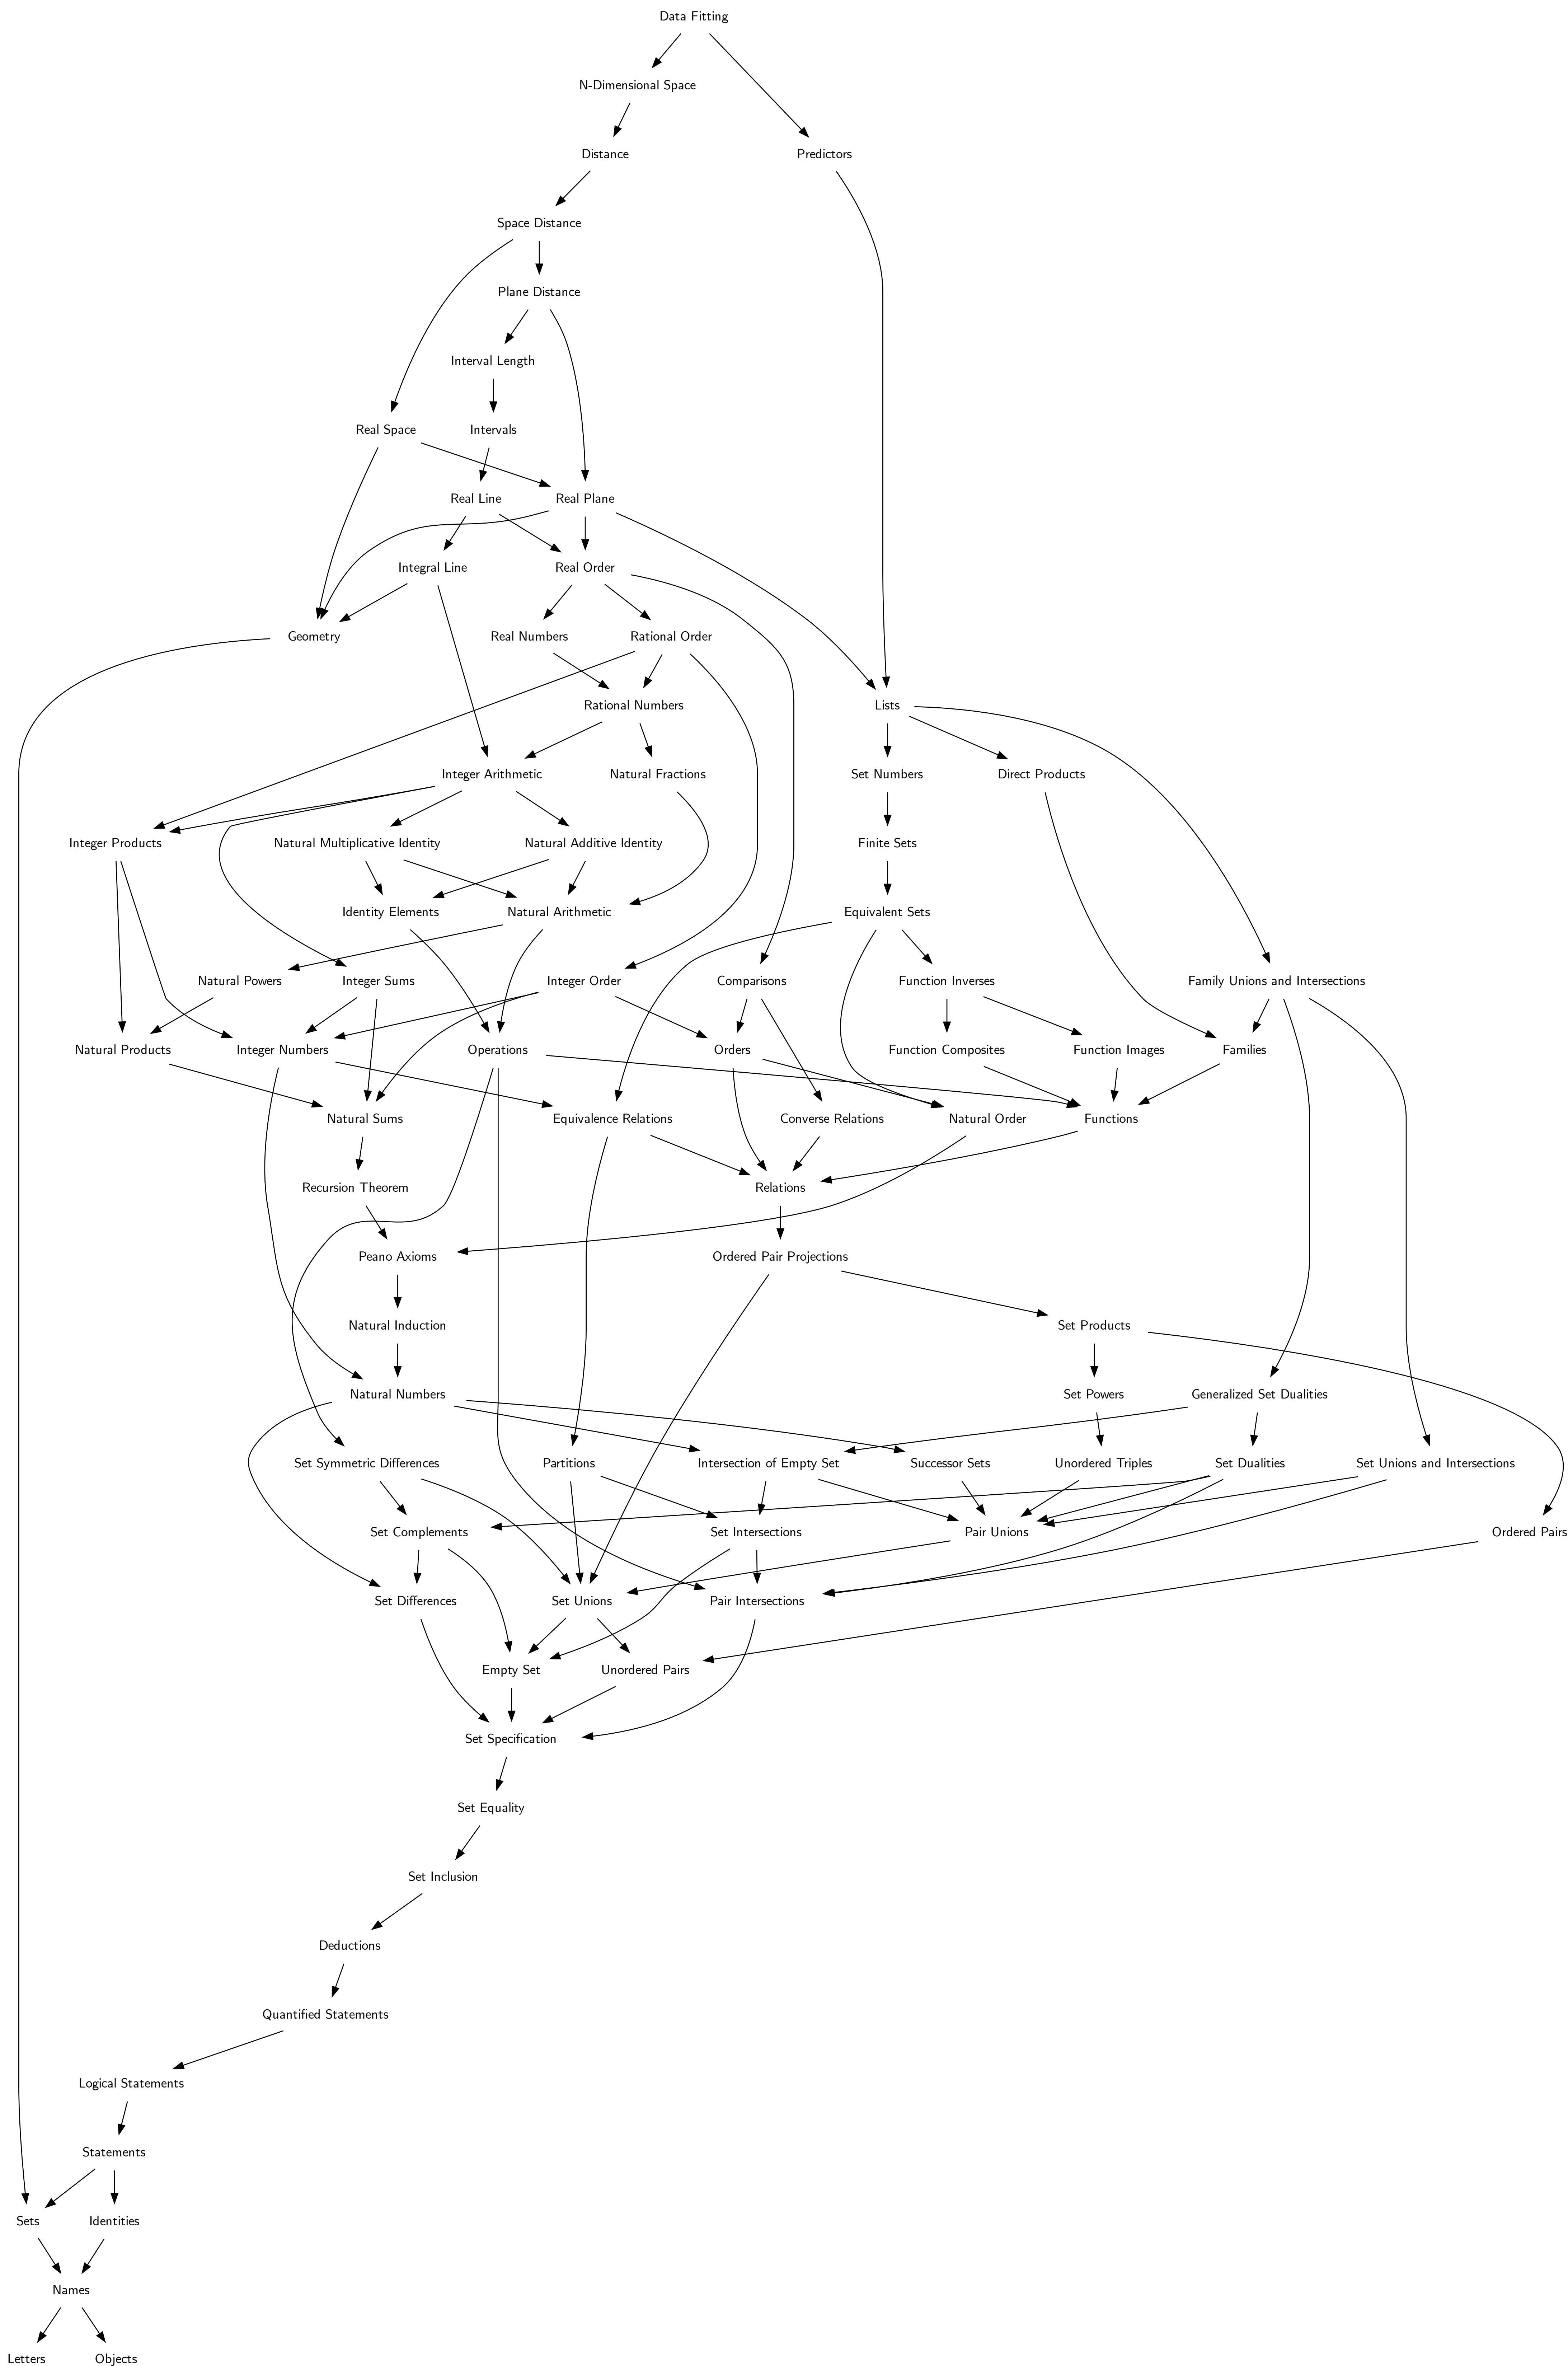 Data Fitting
N-Dimensional Space
Distance
Predictors
Space Distance
Plane Distance
Interval Length
Real Space
Intervals
Real Line
Real Plane
Integral Line
Real Order
Geometry
Real Numbers
Rational Order
Rational Numbers
Lists
Integer Arithmetic
Natural Fractions
Set Numbers
Direct Products
Integer Products
Natural Multiplicative Identity
Natural Additive Identity
Finite Sets
Identity Elements
Natural Arithmetic
Equivalent Sets
Natural Powers
Integer Sums
Integer Order
Comparisons
Function Inverses
Family Unions and Intersections
Natural Products
Integer Numbers
Operations
Orders
Function Composites
Function Images
Families
Natural Sums
Equivalence Relations
Converse Relations
Natural Order
Functions
Recursion Theorem
Relations
Peano Axioms
Ordered Pair Projections
Natural Induction
Set Products
Natural Numbers
Set Powers
Generalized Set Dualities
Set Symmetric Differences
Partitions
Intersection of Empty Set
Successor Sets
Unordered Triples
Set Dualities
Set Unions and Intersections
Set Complements
Set Intersections
Pair Unions
Ordered Pairs
Set Differences
Set Unions
Pair Intersections
Empty Set
Unordered Pairs
Set Specification
Set Equality
Set Inclusion
Deductions
Quantified Statements
Logical Statements
Statements
Sets
Identities
Names
Letters
Objects